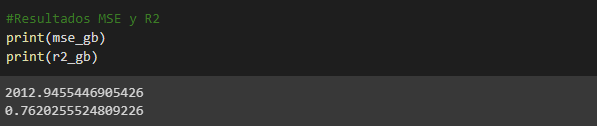 #Resultados MSE y R2
print(mse_gb)
print(r2_gb)
2012.9455446905426
0.7620255524809226